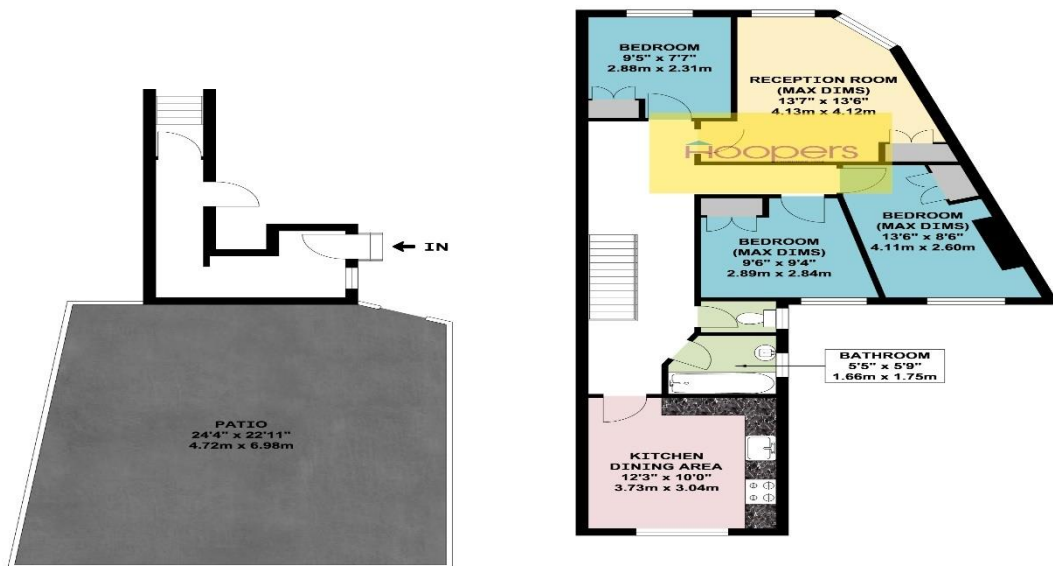 BEDROOM
9'5" x 7'7"
2.88m x 2.31m
RECEPTION ROOM
(MAX DIMS)
13'7" x 13'6"
4.13m x 4.12m
Hoopers
IN
BEDROOM
(MAX DIMS)
9'6" x 9'4"
2.89m x 2.84m
BEDROOM
(MAX DIMS)
13'6" x 8'6"
4.11m x 2.60m
BATHROOM
5'5" x 5'9"
1.66m x 1.75m
PATIO
24'4" x 22'11"
4.72m x 6.98m
KITCHEN
DINING AREA
12'3" x 10'0"
3.73m x 3.04m